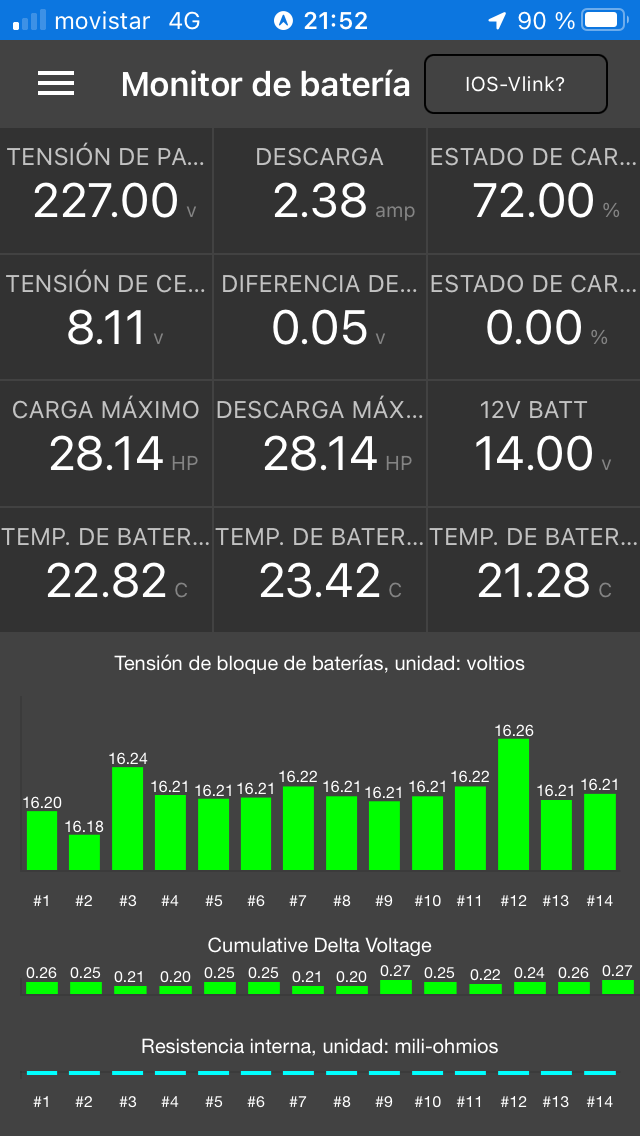 movistar 4G 21:52 90 %
Monitor de batería IOS-Vlink?
TENSIÓN DE PA... DESCARGA ESTADO DE CAR...
227.00 v 2.38 amp 72.00 %
TENSIÓN DE CE... DIFERENCIA DE... ESTADO DE CAR...
8.11 v 0.05 v 0.00 %
CARGA MÁXIMO DESCARGA MÁX... 12V BATT
28.14 HP 28.14 HP 14.00 v
TEMP. DE BATER... TEMP. DE BATER... TEMP. DE BATER...
22.82 C 23.42 C 21.28 C
Tensión de bloque de baterías, unidad: voltios
16.20 16.18 16.24 16.21 16.21 16.21 16.22 16.21 16.21 16.21 16.22 16.26 16.21 16.21
#1 #2 #3 #4 #5 #6 #7 #8 #9 #10 #11 #12 #13 #14
Cumulative Delta Voltage
0.26 0.25 0.21 0.20 0.25 0.25 0.21 0.20 0.27 0.25 0.22 0.24 0.26 0.27
Resistencia interna, unidad: mili-ohmios
#1 #2 #3 #4 #5 #6 #7 #8 #9 #10 #11 #12 #13 #14